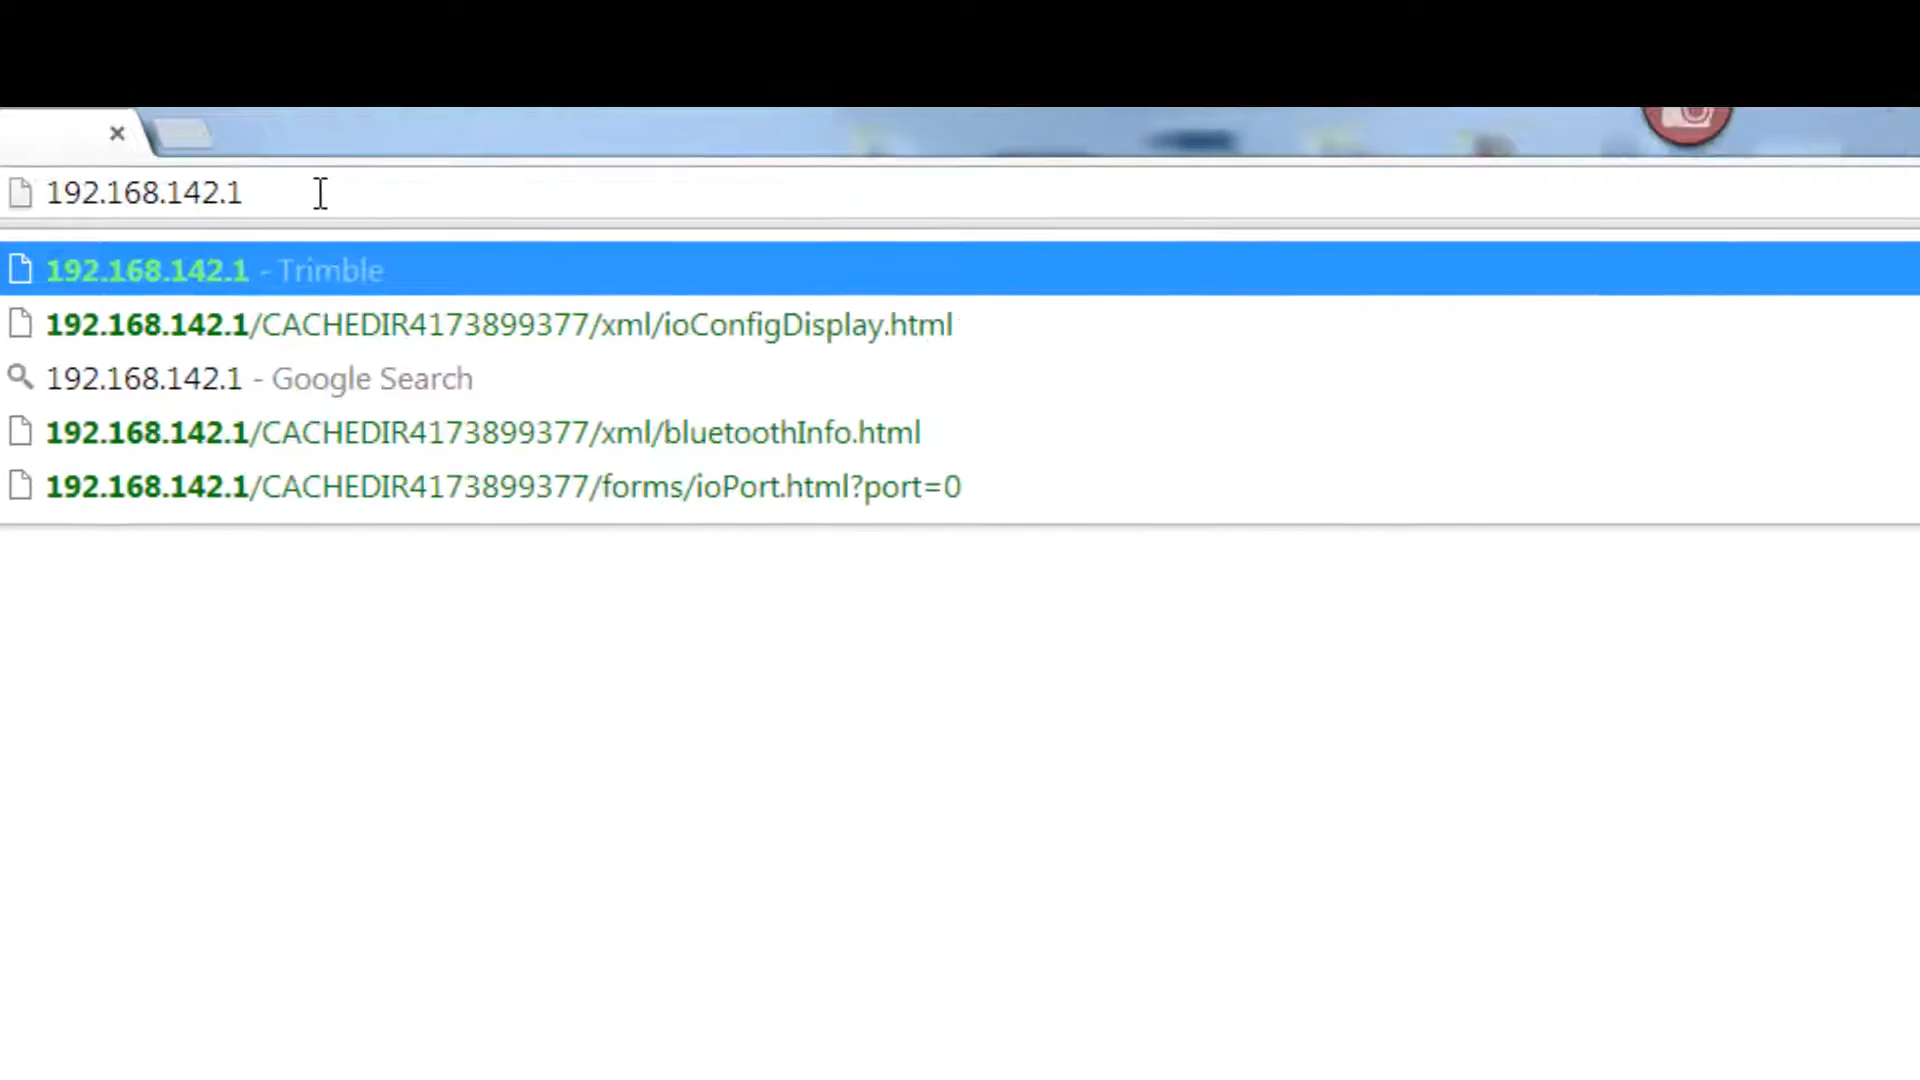 192.168.142.1
192.168.142.1 - Trimble
192.168.142.1/CACHEDIR4173899377/xml/ioConfigDisplay.html
192.168.142.1 - Google Search
192.168.142.1/CACHEDIR4173899377/xml/bluetoothInfo.html
192.168.142.1/CACHEDIR4173899377/forms/ioPort.html?port=0